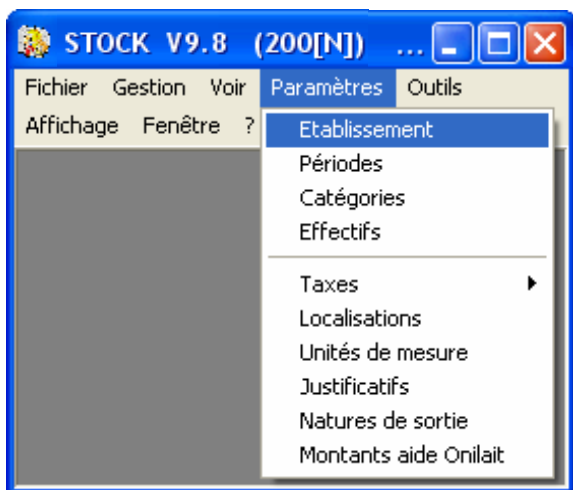 STOCK V9.8 (200[N]) ...
Fichier Gestion Voir Paramètres Outils
Affichage Fenêtre ?
Etablissement
Périodes
Catégories
Effectifs
Taxes
Localisations
Unités de mesure
Justificatifs
Natures de sortie
Montants aide Onilait